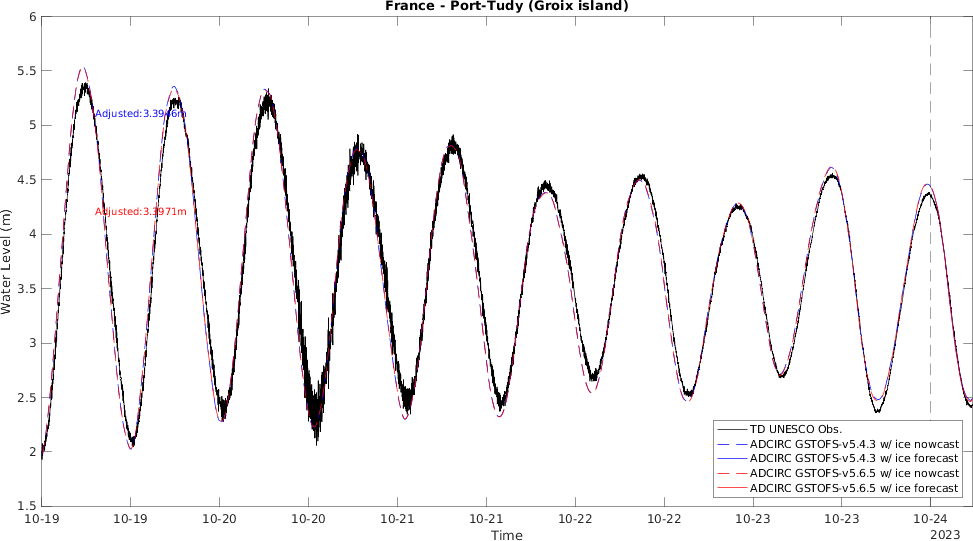 France - Port-Tudy (Groix island)
6
5.5
5
4.5
4
3.5
3
2.5
2
1.5
Water Level (m)
Adjusted:3.3946m
Adjusted:3.3971m
TD UNESCO Obs.
ADCIRC GSTOFS-v5.4.3 w/ ice nowcast
ADCIRC GSTOFS-v5.4.3 w/ ice forecast
ADCIRC GSTOFS-v5.6.5 w/ ice nowcast
ADCIRC GSTOFS-v5.6.5 w/ ice forecast
10-19 10-19 10-20 10-20 10-21 10-21 10-22 10-22 10-23 10-23 10-24
Time 2023